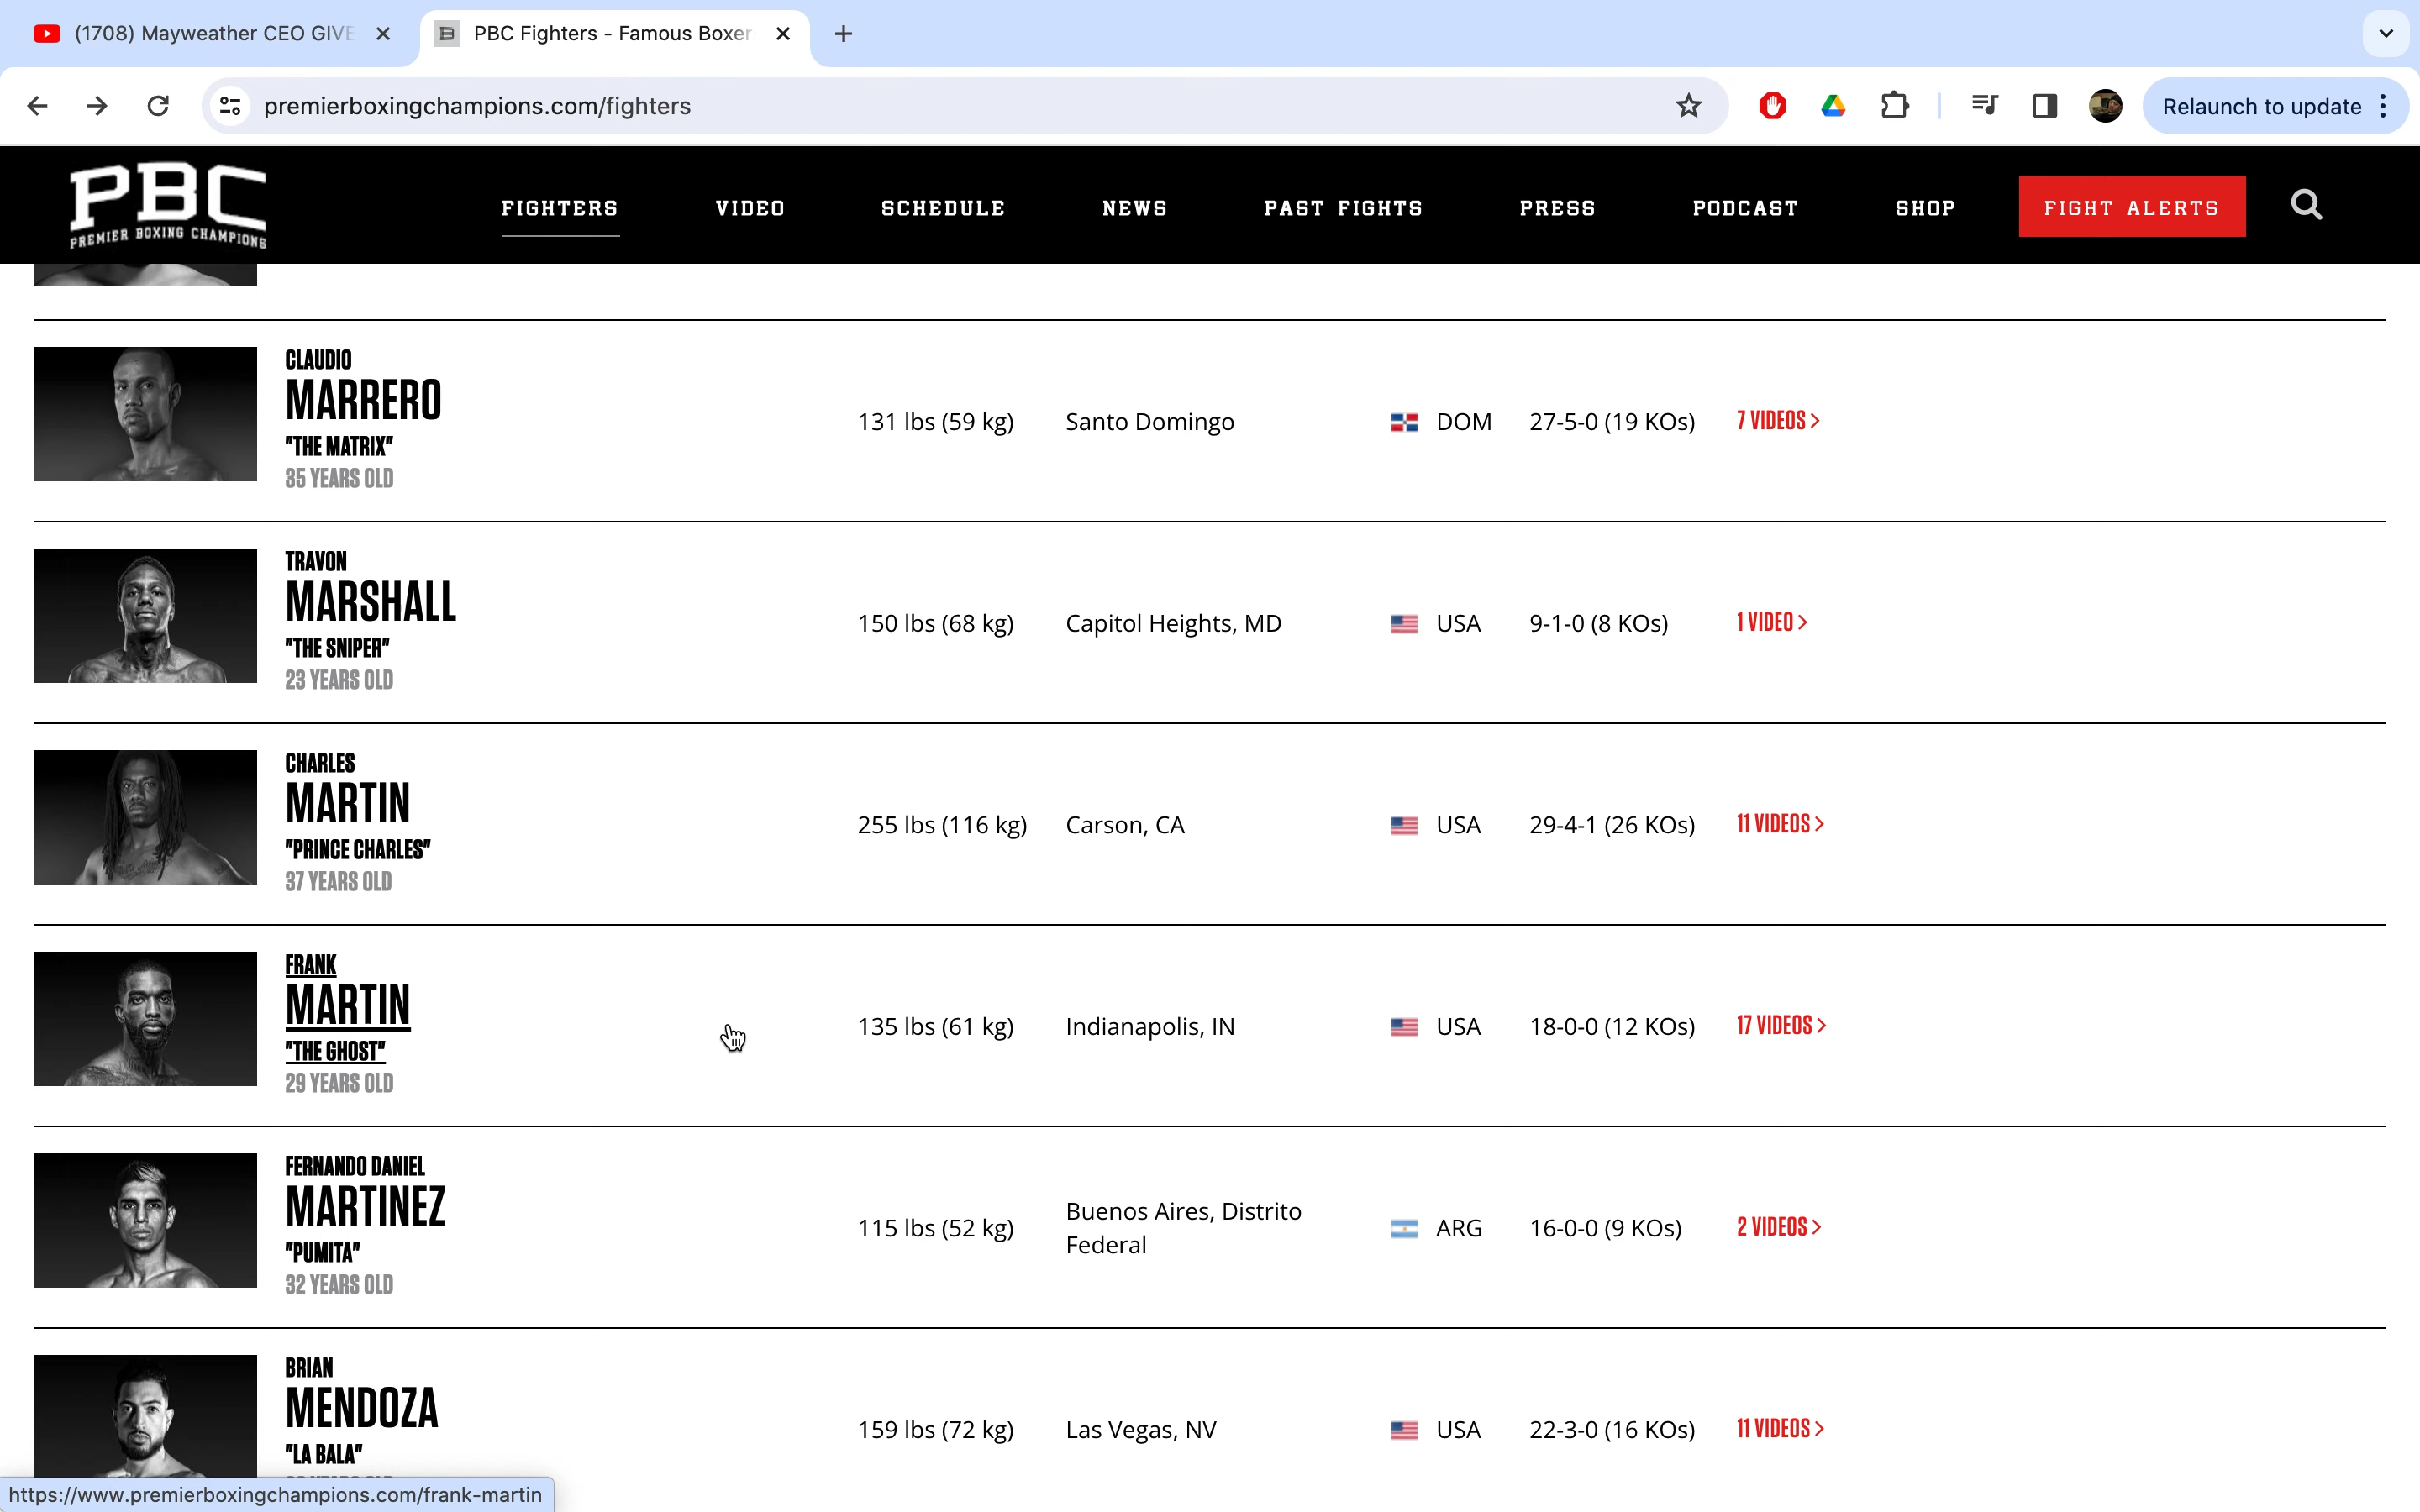 (1708) Mayweather CEO GIVE
PBC Fighters - Famous Boxer
premierboxingchampions.com/fighters
Relaunch to update
PBC
PREMIER BOXING CHAMPIONS
FIGHTERS
VIDEO
SCHEDULE
NEWS
PAST FIGHTS
PRESS
PODCAST
SHOP
FIGHT ALERTS
CLAUDIO
MARRERO
"THE MATRIX"
35 YEARS OLD
131 lbs (59 kg)
Santo Domingo
DOM
27-5-0 (19 KOs)
7 VIDEOS >
TRAVON
MARSHALL
"THE SNIPER"
23 YEARS OLD
150 lbs (68 kg)
Capitol Heights, MD
USA
9-1-0 (8 KOs)
1 VIDEO >
CHARLES
MARTIN
"PRINCE CHARLES"
37 YEARS OLD
255 lbs (116 kg)
Carson, CA
USA
29-4-1 (26 KOs)
11 VIDEOS >
FRANK
MARTIN
"THE GHOST"
29 YEARS OLD
135 lbs (61 kg)
Indianapolis, IN
USA
18-0-0 (12 KOs)
17 VIDEOS >
FERNANDO DANIEL
MARTINEZ
"PUMITA"
32 YEARS OLD
115 lbs (52 kg)
Buenos Aires, Distrito
Federal
ARG
16-0-0 (9 KOs)
2 VIDEOS >
BRIAN
MENDOZA
"LA BALA"
159 lbs (72 kg)
Las Vegas, NV
USA
22-3-0 (16 KOs)
11 VIDEOS >
https://www.premierboxingchampions.com/frank-martin